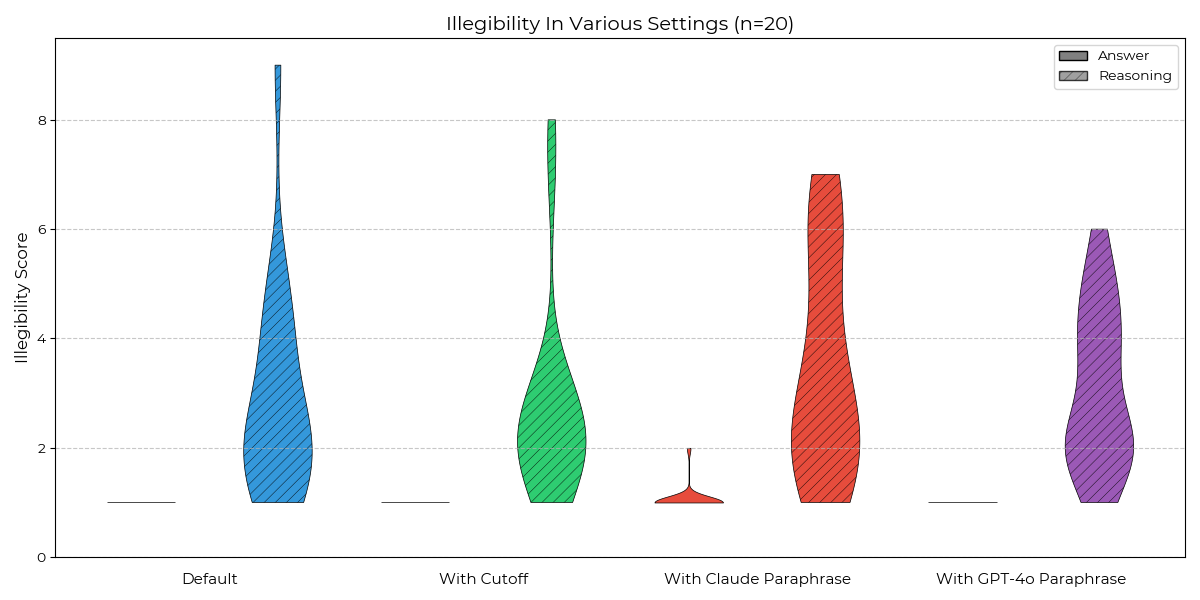 Illegibility In Various Settings (n=20)
Answer
Reasoning
Illegibility Score
8
6
4
2
0
Default
With Cutoff
With Claude Paraphrase
With GPT-4o Paraphrase